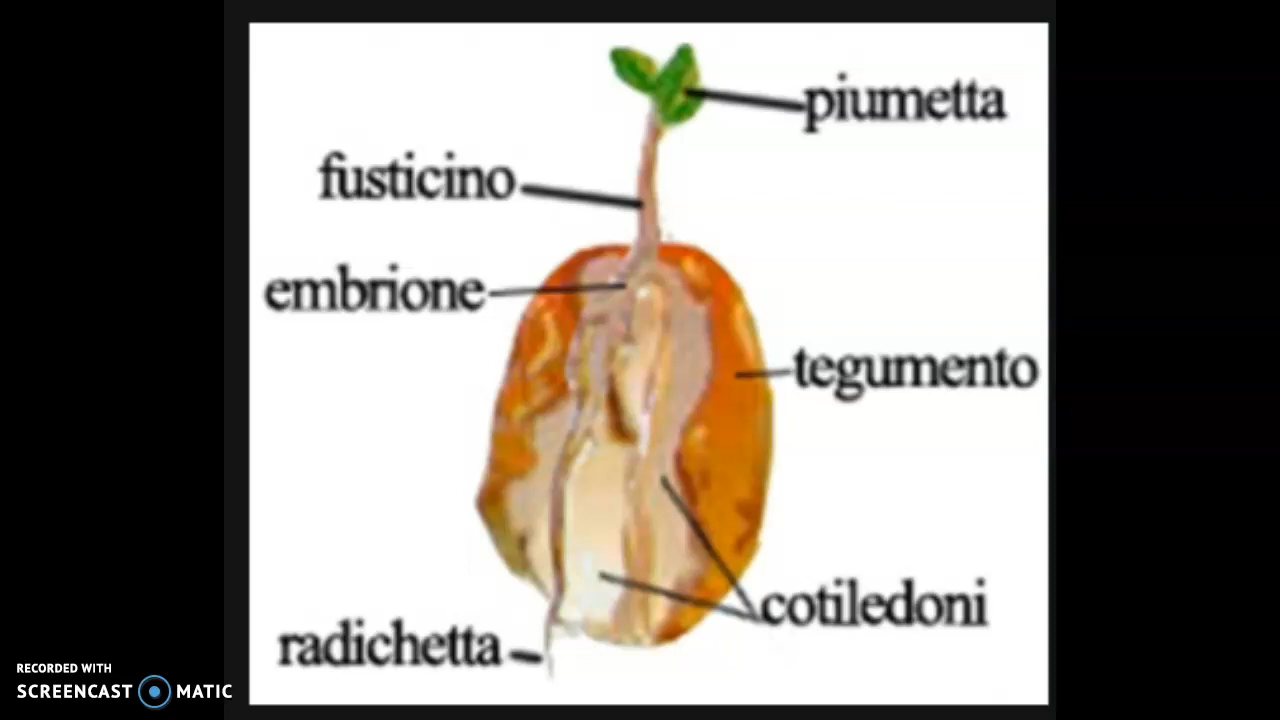 piumetta
fusticino
embrione
tegumento
cotiledoni
radichetta
RECORDED WITH
SCREENCAST MATIC